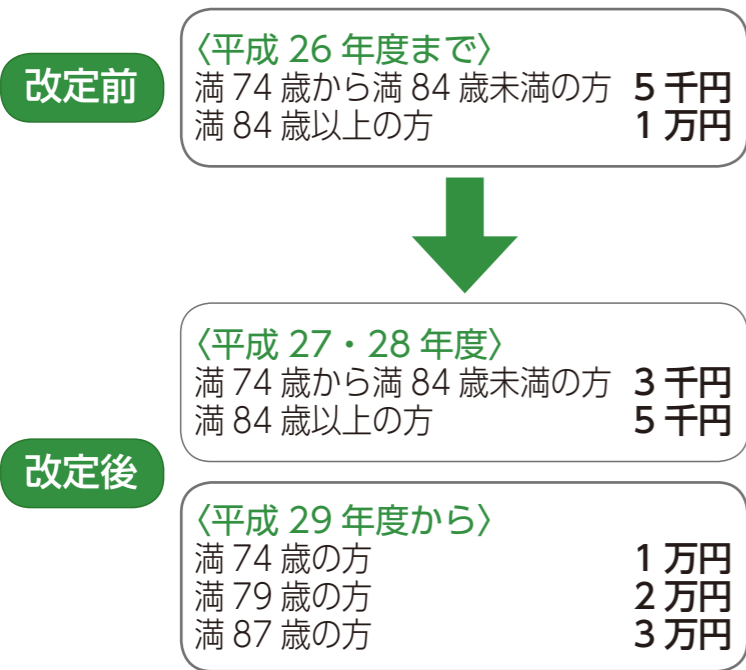 改定前
〈平成 26 年度まで〉
満 74 歳から満 84 歳未満の方 5 千円
満 84 歳以上の方 1 万円
改定後
〈平成 27・28 年度〉
満 74 歳から満 84 歳未満の方 3 千円
満 84 歳以上の方 5 千円
〈平成 29 年度から〉
満 74 歳の方 1 万円
満 79 歳の方 2 万円
満 87 歳の方 3 万円